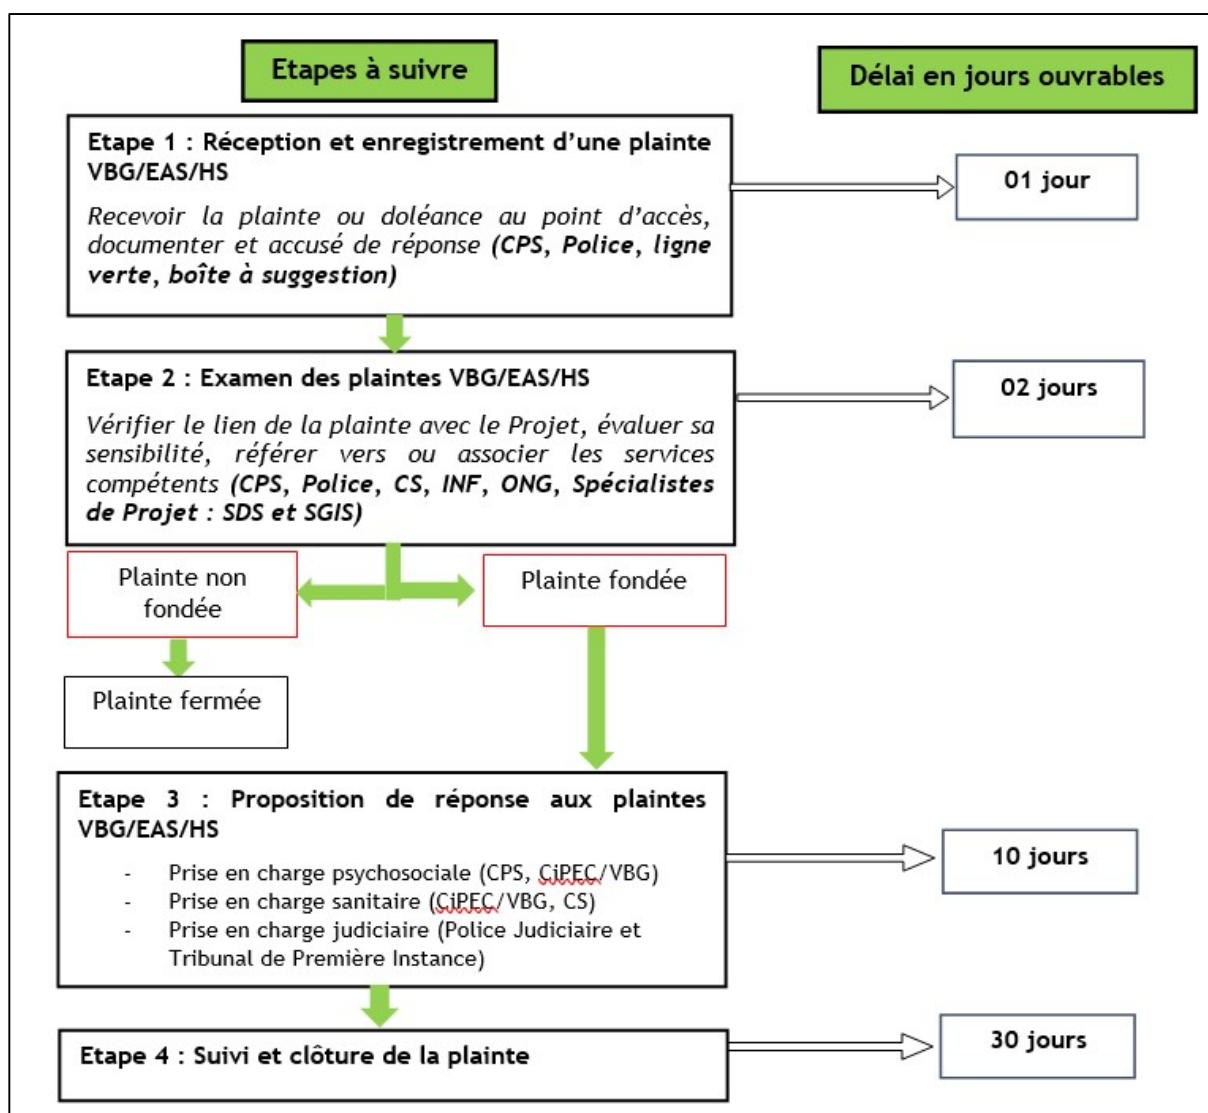 Etapes à suivre
Délai en jours ouvrables
Etape 1 : Réception et enregistrement d’une plainte
VBG/EAS/HS
Recevoir la plainte ou doléance au point d’accès,
documenter et accusé de réponse (CPS, Police, ligne
verte, boîte à suggestion)
01 jour
Etape 2 : Examen des plaintes VBG/EAS/HS
Vérifier le lien de la plainte avec le Projet, évaluer sa
sensibilité, référer vers ou associer les services
compétents (CPS, Police, CS, INF, ONG, Spécialistes
de Projet : SDS et SGIS)
02 jours
Plainte non
fondée
Plainte fondée
Plainte fermée
Etape 3 : Proposition de réponse aux plaintes
VBG/EAS/HS
- Prise en charge psychosociale (CPS, CiPEC/VBG)
- Prise en charge sanitaire (CiPEC/VBG, CS)
- Prise en charge judiciaire (Police Judiciaire et
Tribunal de Première Instance)
10 jours
Etape 4 : Suivi et clôture de la plainte
30 jours